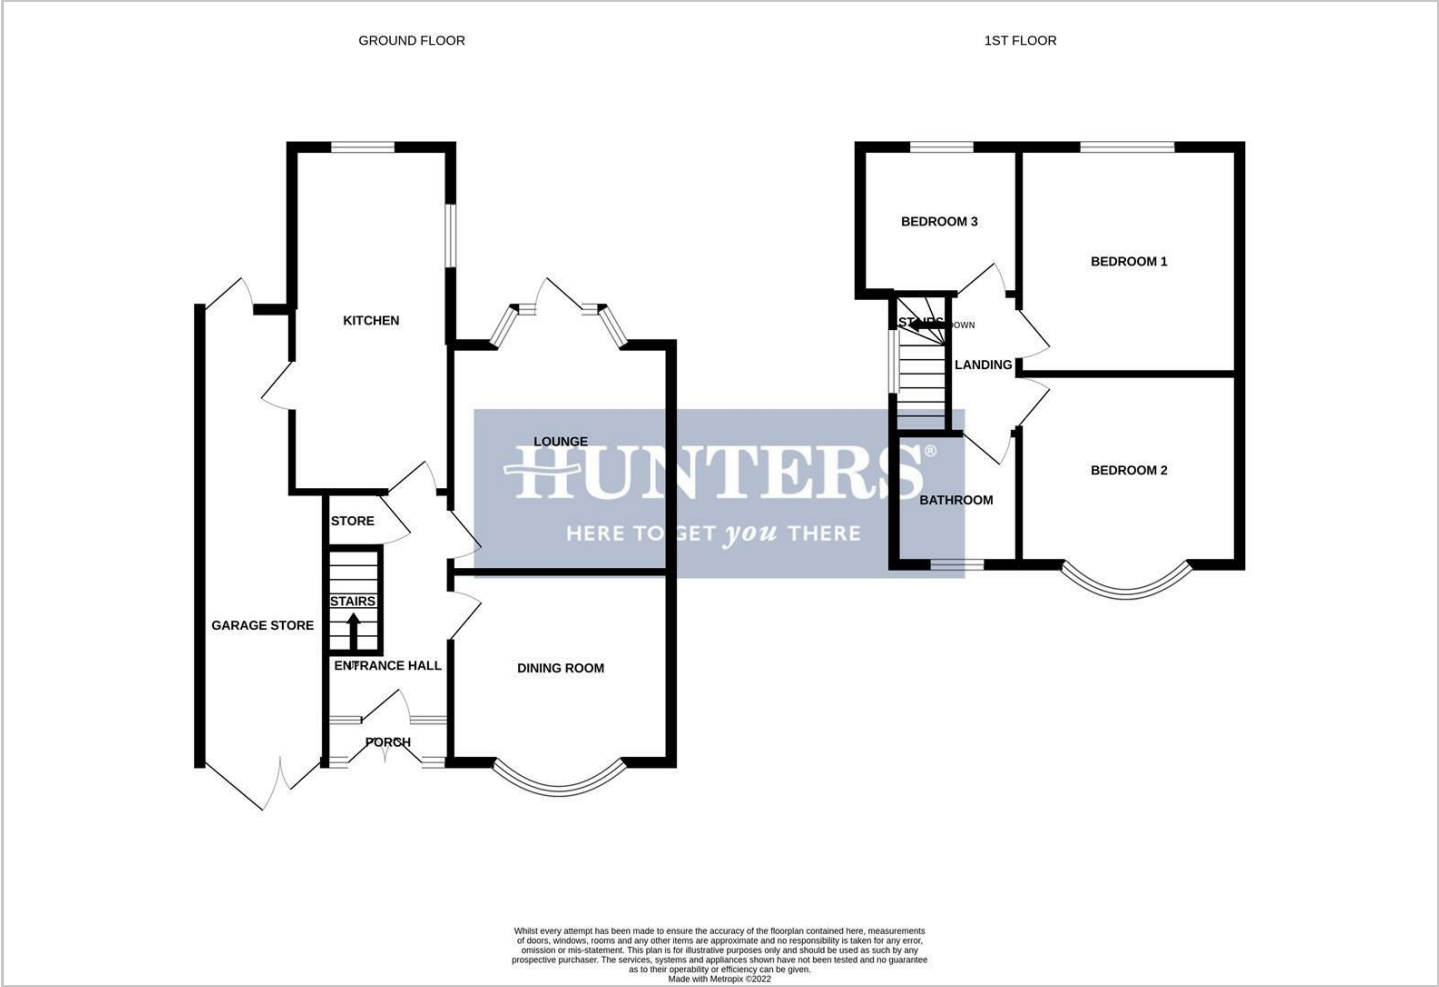 GROUND FLOOR
1ST FLOOR
KITCHEN
LOUNGE
STORE
STAIRS
GARAGE STORE
ENTRANCE HALL
DINING ROOM
PORCH
BEDROOM 3
BEDROOM 1
STAIRS
DOWN
LANDING
BEDROOM 2
BATHROOM
HUNTERS®
HERE TO GET you THERE
Whilst every attempt has been made to ensure the accuracy of the floorplan contained here, measurements
of doors, windows, rooms and any other items are approximate and no responsibility is taken for any error,
omission or mis-statement. This plan is for illustrative purposes only and should be used as such by any
prospective purchaser. The services, systems and appliances shown have not been tested and no guarantee
as to their operability or efficiency can be given.
Made with Metropix ©2022